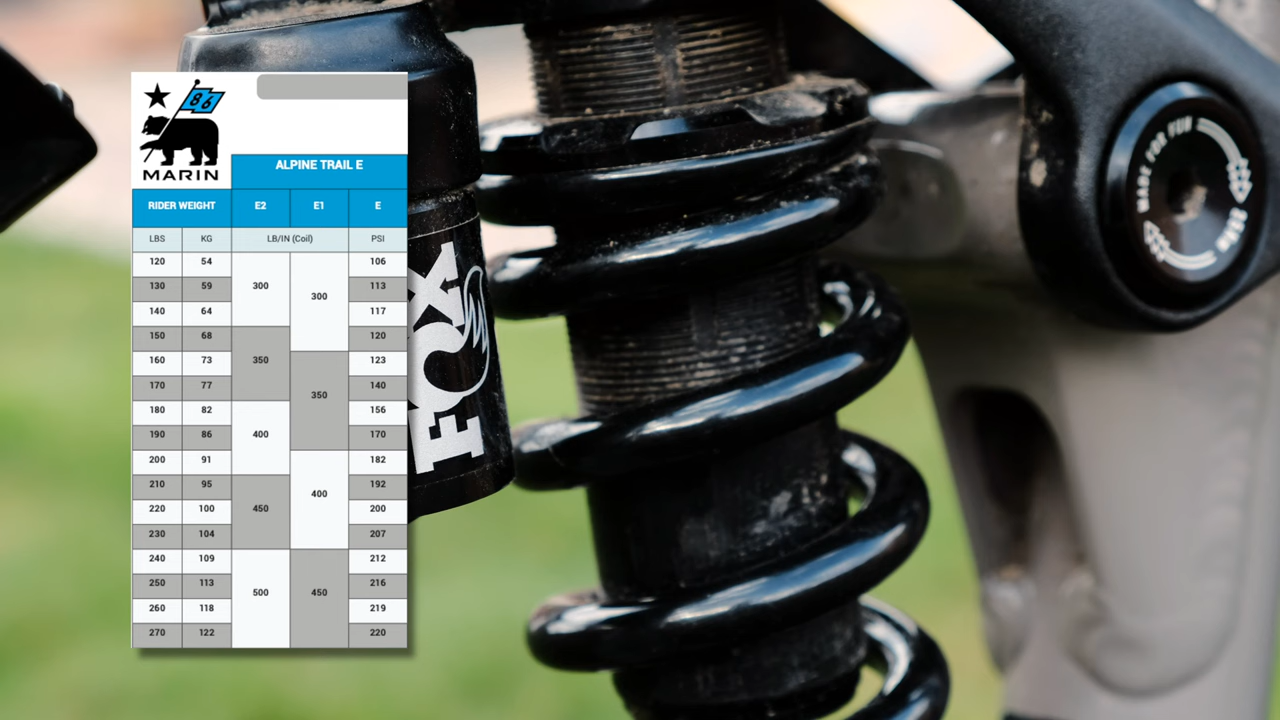 86
MARIN
ALPINE TRAIL E
RIDER WEIGHT E2 E1 E
LBS KG LB/IN (Coil) PSI
120 54 106
130 59 300 113
300
140 64 117
150 68 120
160 73 350 123
170 77 350 140
180 82 156
190 86 400 170
200 91 182
210 95 192
220 100 450 400 200
230 104 207
240 109 212
250 113 216
500 450
260 118 219
270 122 220
FOX
MADE FOR FUN